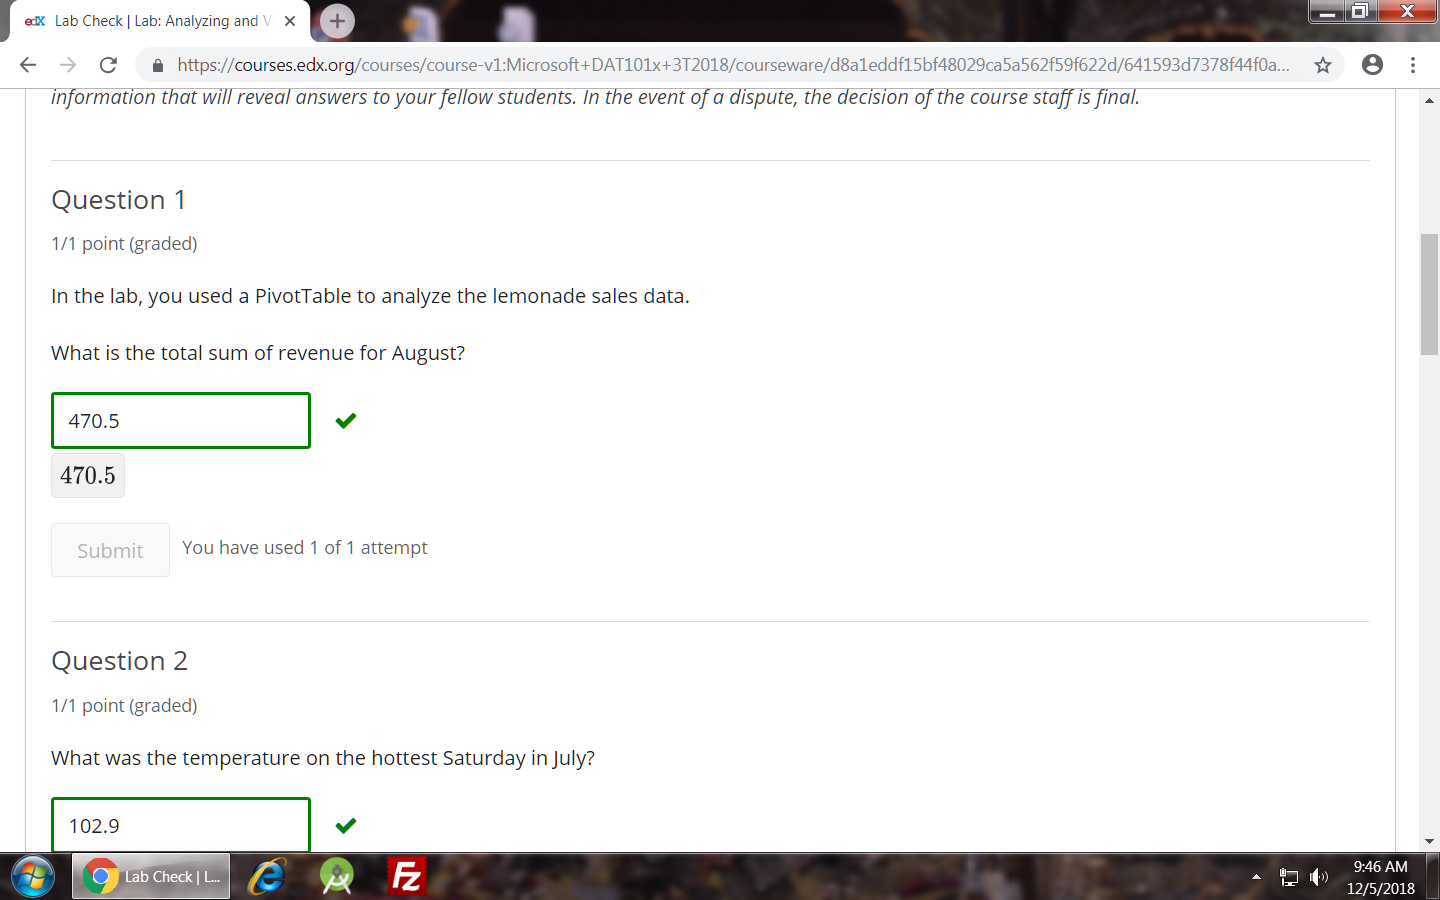 edX Lab Check | Lab: Analyzing and V
https://courses.edx.org/courses/course-v1:Microsoft+DAT101x+3T2018/courseware/d8a1eddf15bf48029ca5a562f59f622d/641593d7378f44f0a...
information that will reveal answers to your fellow students. In the event of a dispute, the decision of the course staff is final.
Question 1
1/1 point (graded)
In the lab, you used a PivotTable to analyze the lemonade sales data.
What is the total sum of revenue for August?
470.5
470.5
Submit You have used 1 of 1 attempt
Question 2
1/1 point (graded)
What was the temperature on the hottest Saturday in July?
102.9
Lab Check | L...
Fz
9:46 AM
12/5/2018